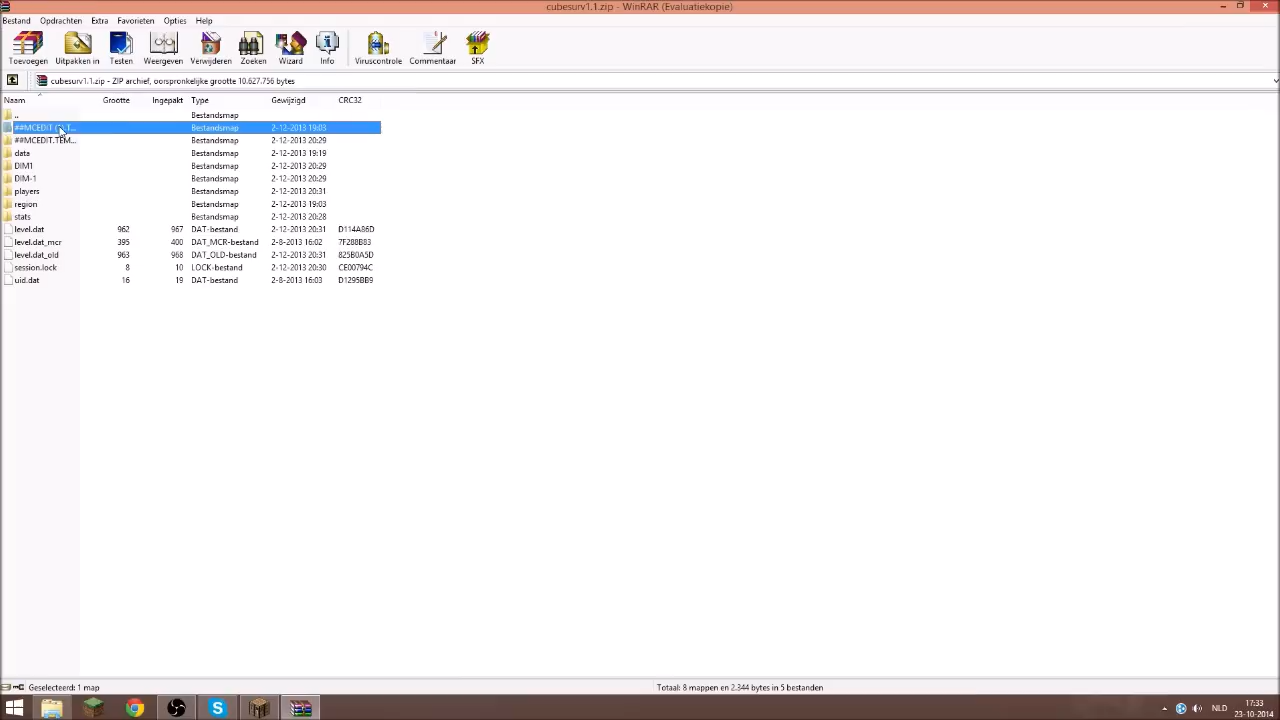 cubesurv1.1.zip - WinRAR (Evaluatiekopie)
Bestand Opdrachten Extra Favorieten Opties Help
Toevoegen Uitpakken in Testen Weergeven Verwijderen Zoeken Wizard Info Viruscontrole Commentaar SFX
cubesurv1.1.zip - ZIP archief, oorspronkelijke grootte 10.627.756 bytes
Naam Grootte Ingepakt Type Gewijzigd CRC32
.. Bestandsmap
##MCEDIT Bestandsmap 2-12-2013 19:03
##MCEDIT.TEM... Bestandsmap 2-12-2013 20:29
data Bestandsmap 2-12-2013 19:19
DIM1 Bestandsmap 2-12-2013 20:29
DIM-1 Bestandsmap 2-12-2013 20:29
players Bestandsmap 2-12-2013 20:31
region Bestandsmap 2-12-2013 19:03
stats Bestandsmap 2-12-2013 20:28
level.dat 962 967 DAT-bestand 2-12-2013 20:31 D114A86D
level.dat_mcr 395 400 DAT_MCR-bestand 2-8-2013 16:02 7F288B83
level.dat_old 963 968 DAT_OLD-bestand 2-12-2013 20:31 825B0A5D
session.lock 8 10 LOCK-bestand 2-12-2013 20:30 CE00794C
uid.dat 16 19 DAT-bestand 2-8-2013 16:03 D1295BB9
Geselecteerd: 1 map Totaal: 8 mappen en 2.344 bytes in 5 bestanden
NLD 17:33
23-10-2014